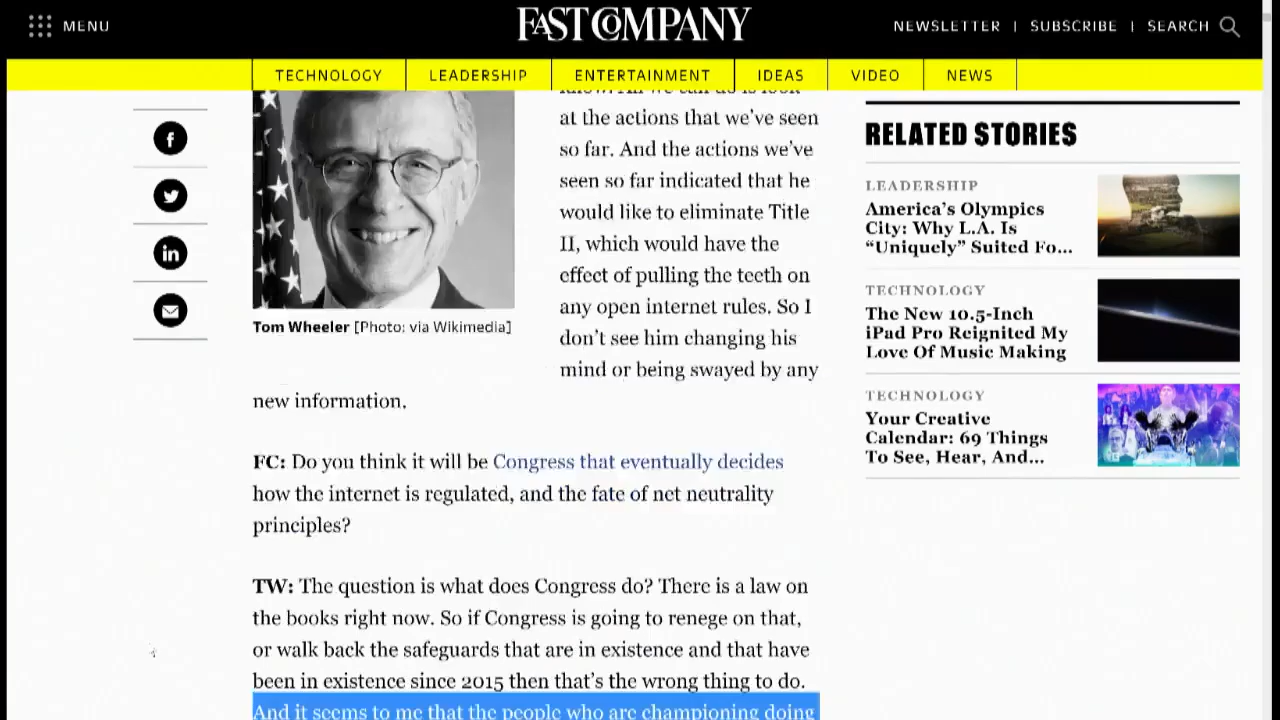 MENU
FAST COMPANY
NEWSLETTER | SUBSCRIBE | SEARCH
TECHNOLOGY
LEADERSHIP
ENTERTAINMENT
IDEAS
VIDEO
NEWS
know. All we can do is look
at the actions that we've seen
so far. And the actions we've
seen so far indicated that he
would like to eliminate Title
II, which would have the
effect of pulling the teeth on
any open internet rules. So I
don't see him changing his
mind or being swayed by any
new information.
Tom Wheeler [Photo: via Wikimedia]
FC: Do you think it will be Congress that eventually decides
how the internet is regulated, and the fate of net neutrality
principles?
TW: The question is what does Congress do? There is a law on
the books right now. So if Congress is going to renege on that,
or walk back the safeguards that are in existence and that have
been in existence since 2015 then that's the wrong thing to do.
And it seems to me that the people who are championing doing
RELATED STORIES
LEADERSHIP
America's Olympics
City: Why L.A. Is
"Uniquely" Suited Fo...
TECHNOLOGY
The New 10.5-Inch
iPad Pro Reignited My
Love Of Music Making
TECHNOLOGY
Your Creative
Calendar: 69 Things
To See, Hear, And...